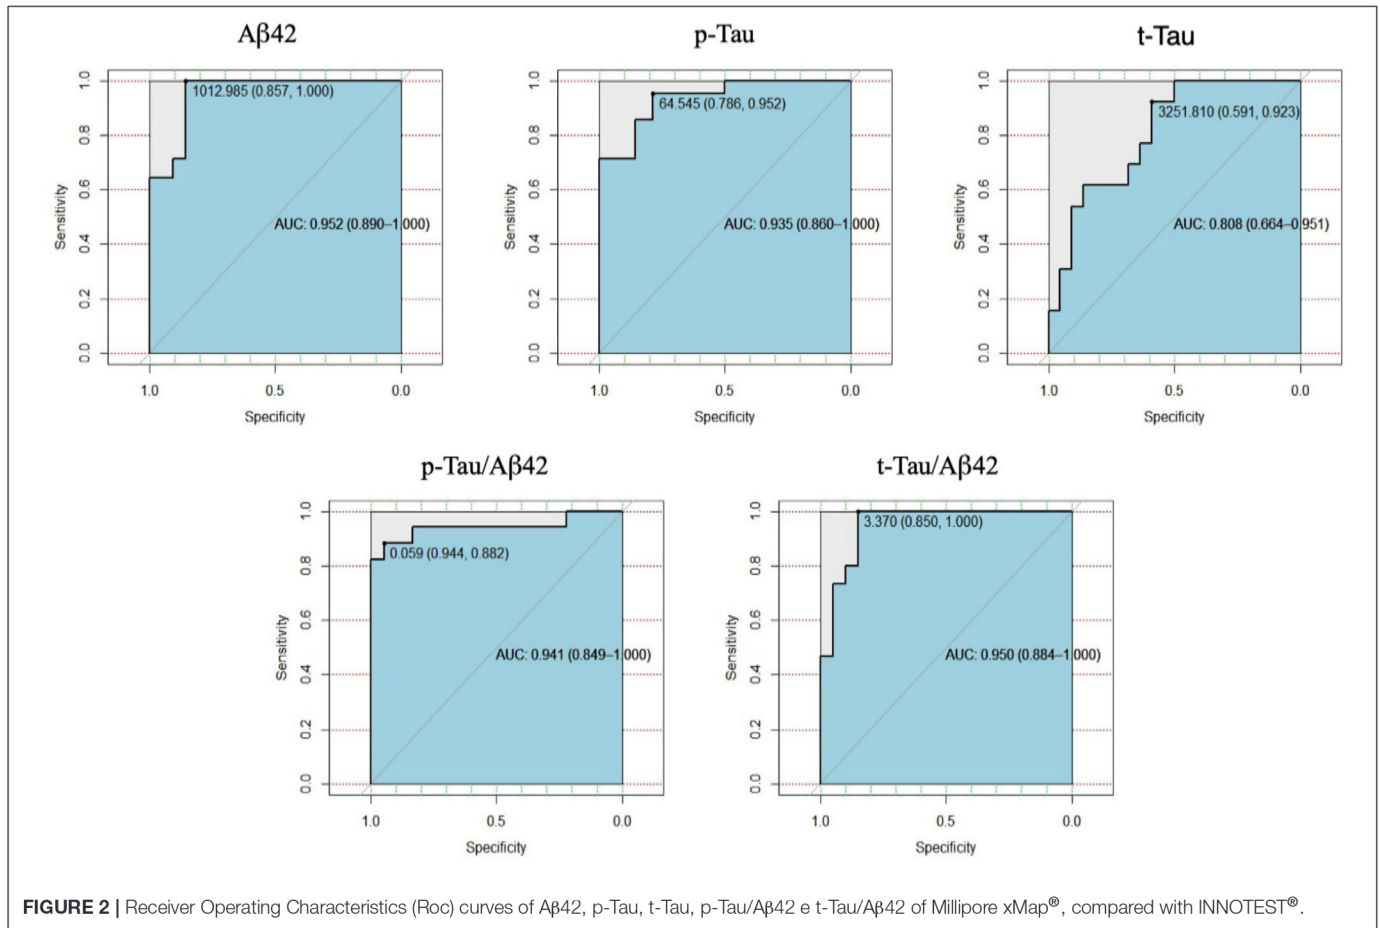 Aβ42
p-Tau
t-Tau
1.0
0.8
0.6
0.4
0.2
0.0
Sensitivity
1012.985 (0.857, 1.000)
AUC: 0.952 (0.890–1.000)
1.0
0.5
0.0
Specificity
1.0
0.8
0.6
0.4
0.2
0.0
Sensitivity
64.545 (0.786, 0.952)
AUC: 0.935 (0.860–1.000)
1.0
0.5
0.0
Specificity
1.0
0.8
0.6
0.4
0.2
0.0
Sensitivity
3251.810 (0.591, 0.923)
AUC: 0.808 (0.664–0.951)
1.0
0.5
0.0
Specificity
p-Tau/Aβ42
t-Tau/Aβ42
1.0
0.8
0.6
0.4
0.2
0.0
Sensitivity
0.059 (0.944, 0.882)
AUC: 0.941 (0.849–1.000)
1.0
0.5
0.0
Specificity
1.0
0.8
0.6
0.4
0.2
0.0
Sensitivity
3.370 (0.850, 1.000)
AUC: 0.950 (0.884–1.000)
1.0
0.5
0.0
Specificity
FIGURE 2 | Receiver Operating Characteristics (Roc) curves of Aβ42, p-Tau, t-Tau, p-Tau/Aβ42 e t-Tau/Aβ42 of Millipore xMap®, compared with INNOTEST®.